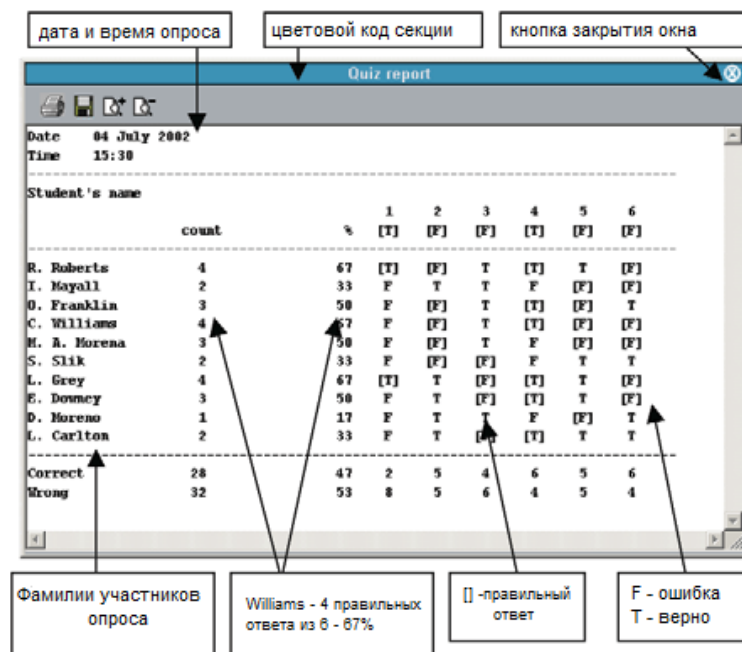 дата и время опроса
цветовой код секции
кнопка закрытия окна
Quiz report
Date 04 July 2002
Time 15:30
Student's name
1 2 3 4 5 6
count % [T] [F] [F] [T] [F] [F]
R. Roberts 4 67 [T] [F] T [T] T [F]
I. Mayall 2 33 F T T F [F] [F]
O. Franklin 3 50 F [F] T [T] [F] T
C. Williams 4 67 F [F] T [T] [F] [F]
M. A. Morena 3 50 F [F] T F [F] [F]
S. Slik 2 33 F [F] [F] F T T
L. Grey 4 67 [T] T [F] [T] T [F]
E. Downey 3 50 F T [F] [T] T [F]
D. Moreno 1 17 F T T F [F] T
L. Carlton 2 33 F T [F] [T] T T
Correct 28 47 2 5 4 6 5 6
Wrong 32 53 8 5 6 4 5 4
Фамилии участников
опроса
Williams - 4 правильных
ответа из 6 - 67%
[] -правильный
ответ
F - ошибка
T - верно